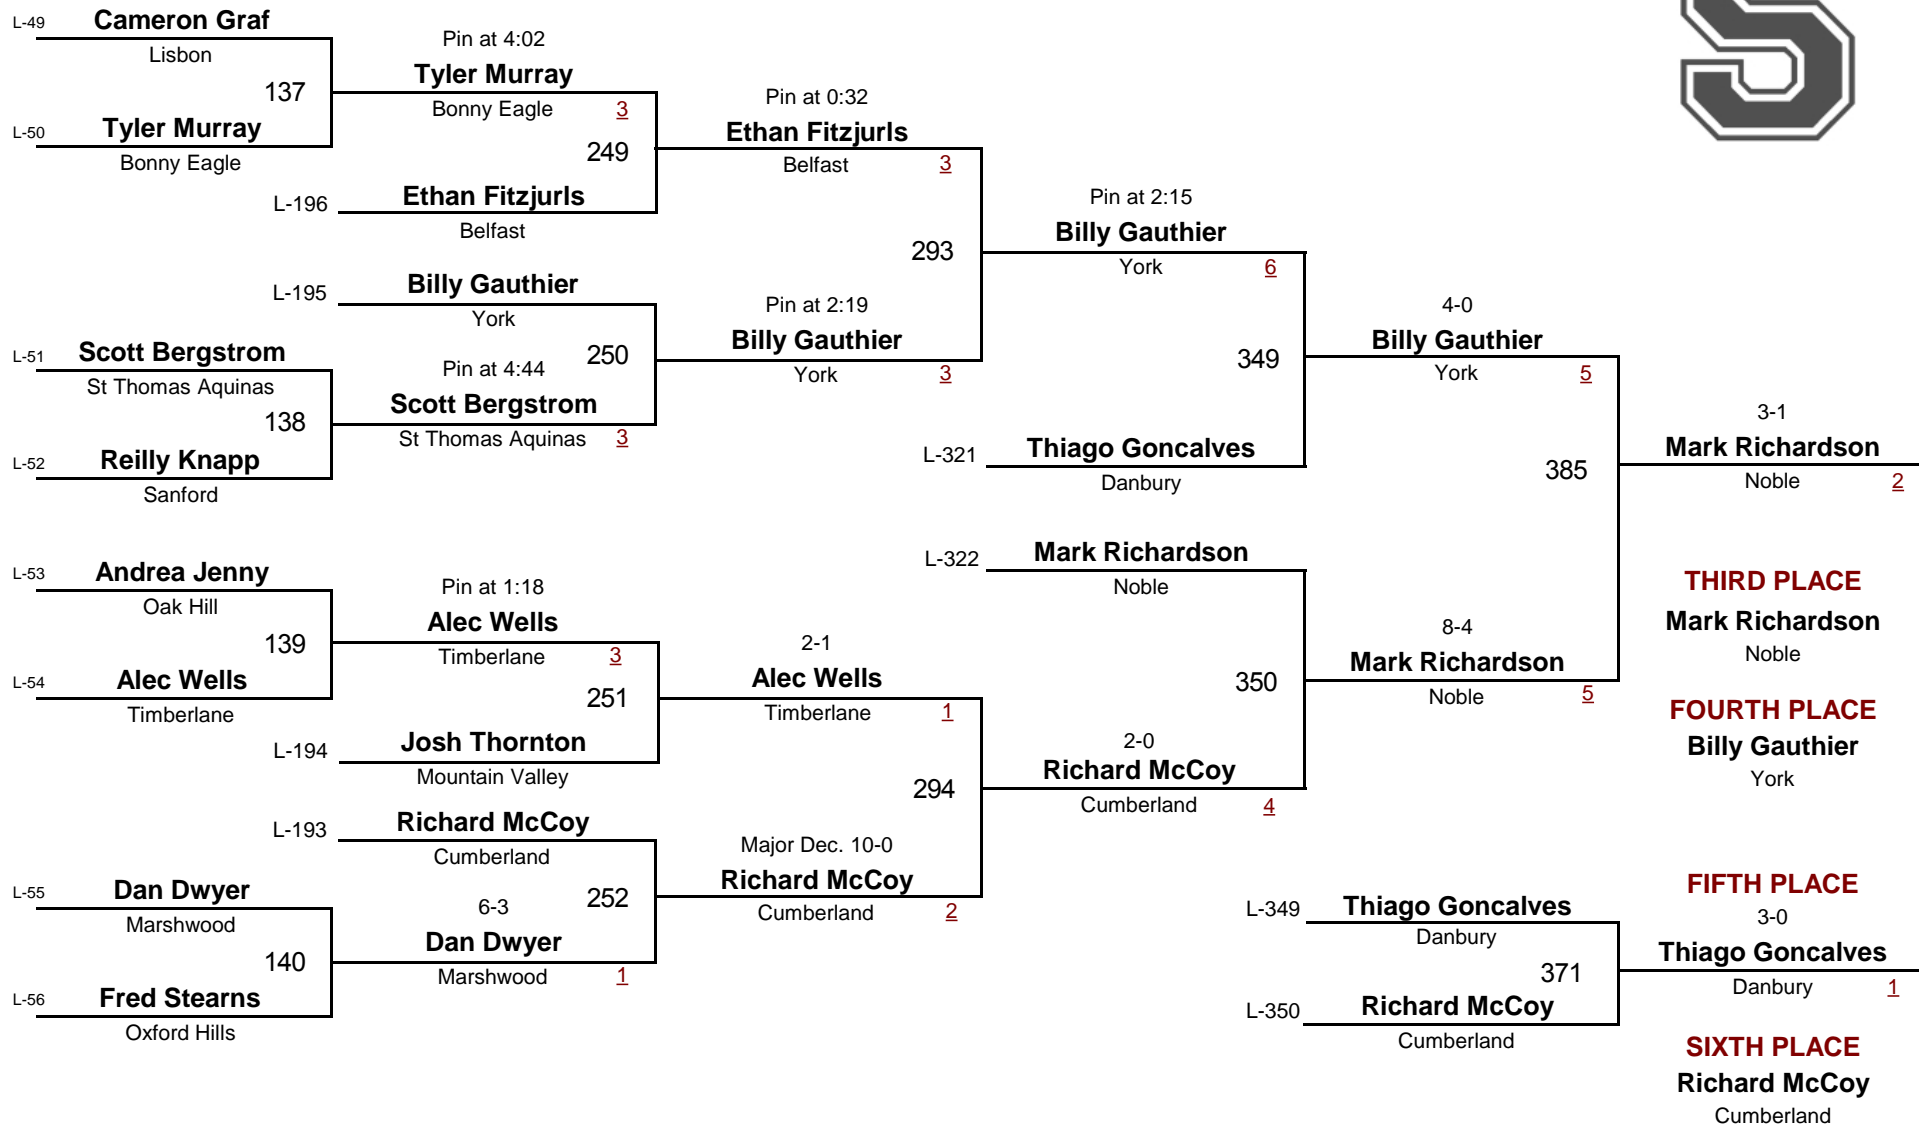 L-49
Cameron Graf
Lisbon
137
L-50
Tyler Murray
Bonny Eagle
L-51
Scott Bergstrom
St Thomas Aquinas
138
L-52
Reilly Knapp
Sanford
L-53
Andrea Jenny
Oak Hill
139
L-54
Alec Wells
Timberlane
L-55
Dan Dwyer
Marshwood
140
L-56
Fred Stearns
Oxford Hills
Pin at 4:02
Tyler Murray
Bonny Eagle 3
249
L-196
Ethan Fitzjurls
Belfast
L-195
Billy Gauthier
York
250
Pin at 4:44
Scott Bergstrom
St Thomas Aquinas 3
Pin at 1:18
Alec Wells
Timberlane 3
251
L-194
Josh Thornton
Mountain Valley
L-193
Richard McCoy
Cumberland
252
6-3
Dan Dwyer
Marshwood 1
Pin at 0:32
Ethan Fitzjurls
Belfast 3
293
Pin at 2:19
Billy Gauthier
York 3
2-1
Alec Wells
Timberlane 1
294
Major Dec. 10-0
Richard McCoy
Cumberland 2
Pin at 2:15
Billy Gauthier
York 6
349
L-321
Thiago Goncalves
Danbury
L-322
Mark Richardson
Noble
350
2-0
Richard McCoy
Cumberland 4
4-0
Billy Gauthier
York 5
385
8-4
Mark Richardson
Noble 5
3-1
Mark Richardson
Noble 2
THIRD PLACE
Mark Richardson
Noble
FOURTH PLACE
Billy Gauthier
York
L-349
Thiago Goncalves
Danbury
371
L-350
Richard McCoy
Cumberland
FIFTH PLACE
3-0
Thiago Goncalves
Danbury 1
SIXTH PLACE
Richard McCoy
Cumberland